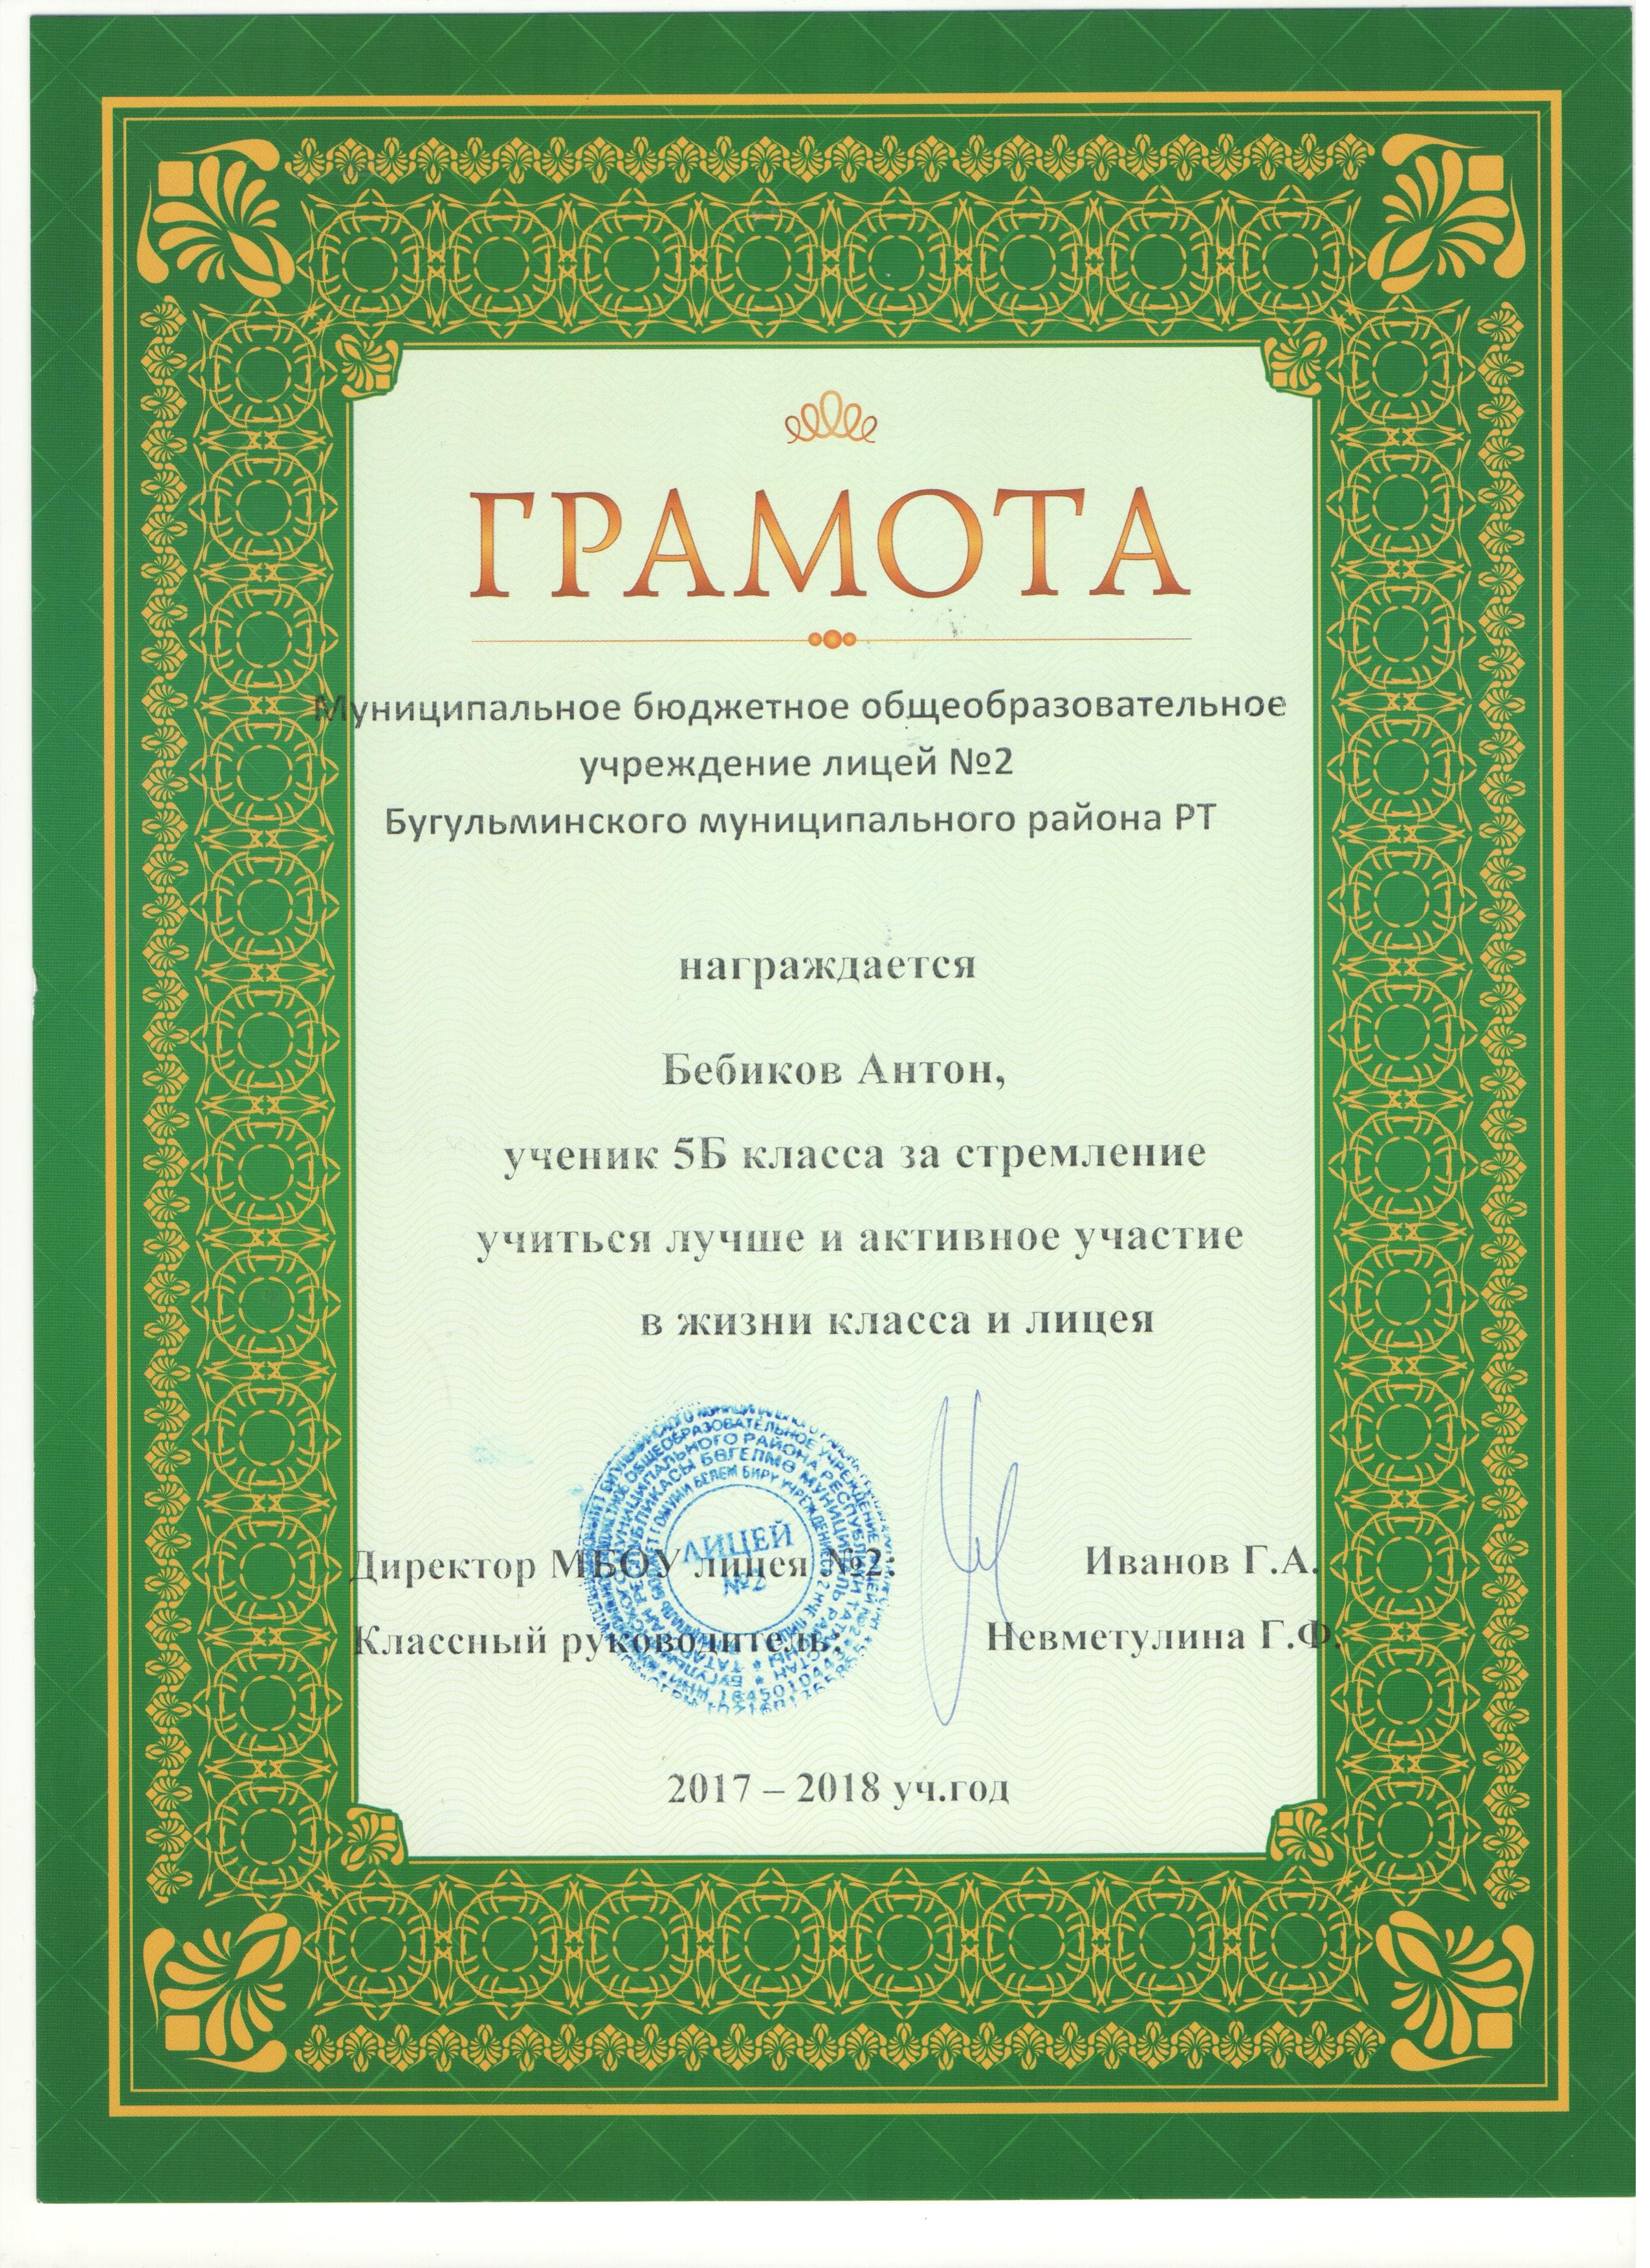 ГРАМОТА
Муниципальное бюджетное общеобразовательное
учреждение лицей №2
Бугульминского муниципального района РТ
награждается
Бебиков Антон,
ученик 5Б класса за стремление
учиться лучше и активное участие
в жизни класса и лицея
ЛИЦЕЙ
№2
Директор МБОУ лицея №2: Иванов Г.А.
Классный руководитель: Невметулина Г.Ф.
2017 – 2018 уч.год